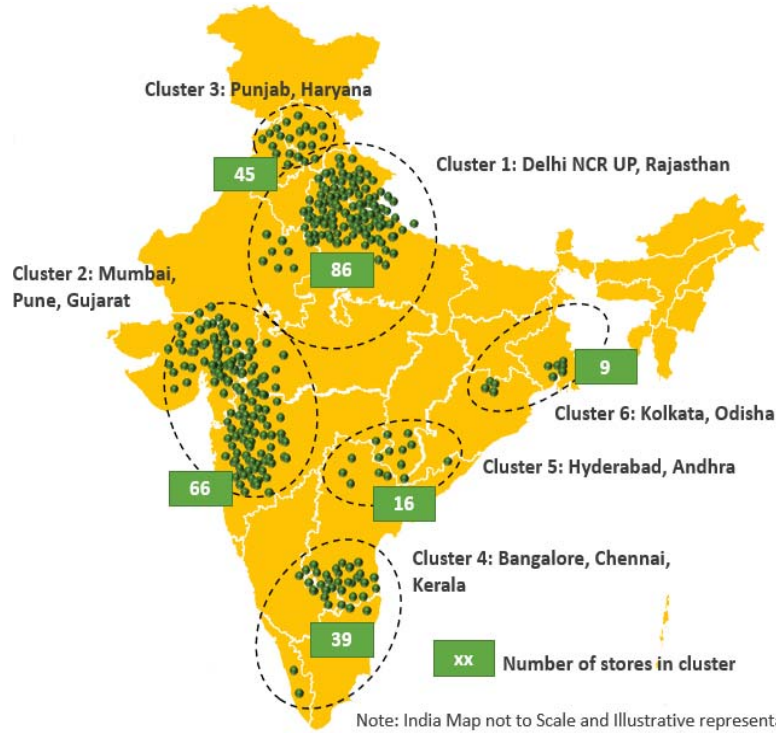 Cluster 3: Punjab, Haryana
45
Cluster 1: Delhi NCR UP, Rajasthan
86
Cluster 2: Mumbai,
Pune, Gujarat
66
9
Cluster 6: Kolkata, Odisha
Cluster 5: Hyderabad, Andhra
16
Cluster 4: Bangalore, Chennai,
Kerala
39
xx Number of stores in cluster
Note: India Map not to Scale and Illustrative